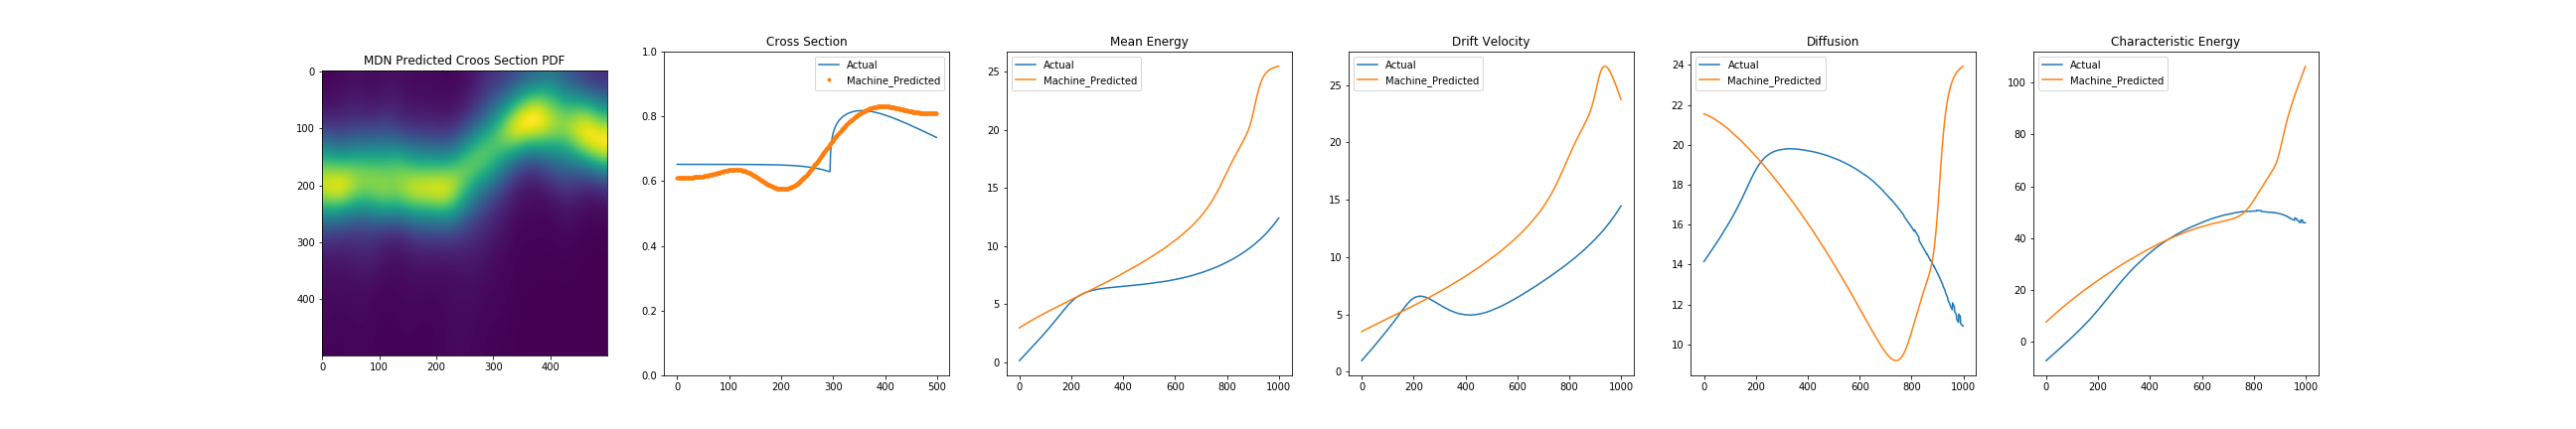 MDN Predicted Croos Section PDF
0
100
200
300
400
0 100 200 300 400
Cross Section
Actual
Machine_Predicted
1.0
0.8
0.6
0.4
0.2
0.0
0 100 200 300 400 500
Mean Energy
Actual
Machine_Predicted
25
20
15
10
5
0
0 200 400 600 800 1000
Drift Velocity
Actual
Machine_Predicted
25
20
15
10
5
0
0 200 400 600 800 1000
Diffusion
Actual
Machine_Predicted
24
22
20
18
16
14
12
10
0 200 400 600 800 1000
Characteristic Energy
Actual
Machine_Predicted
100
80
60
40
20
0
0 200 400 600 800 1000